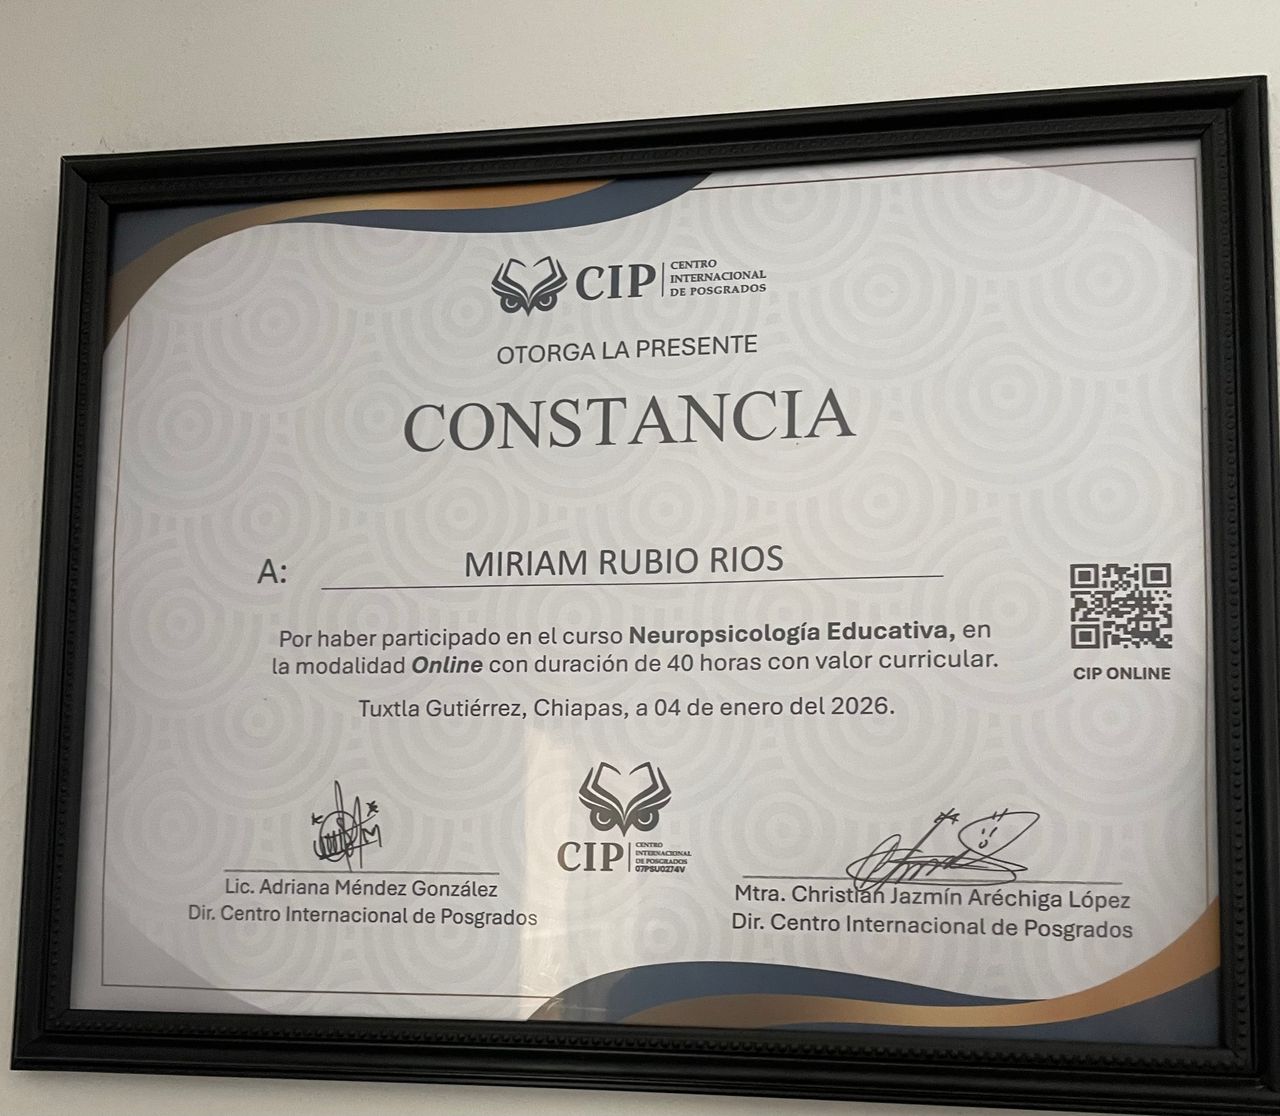 CIP
CENTRO
INTERNACIONAL
DE POSGRADOS
OTORGA LA PRESENTE
CONSTANCIA
A: MIRIAM RUBIO RIOS
Por haber participado en el curso Neuropsicología Educativa, en
la modalidad Online con duración de 40 horas con valor curricular.
Tuxtla Gutiérrez, Chiapas, a 04 de enero del 2026.
CIP ONLINE
CIP
CENTRO
INTERNACIONAL
DE POSGRADOS
07PSU0274V
Lic. Adriana Méndez González
Dir. Centro Internacional de Posgrados
Mtra. Christian Jazmín Aréchiga López
Dir. Centro Internacional de Posgrados